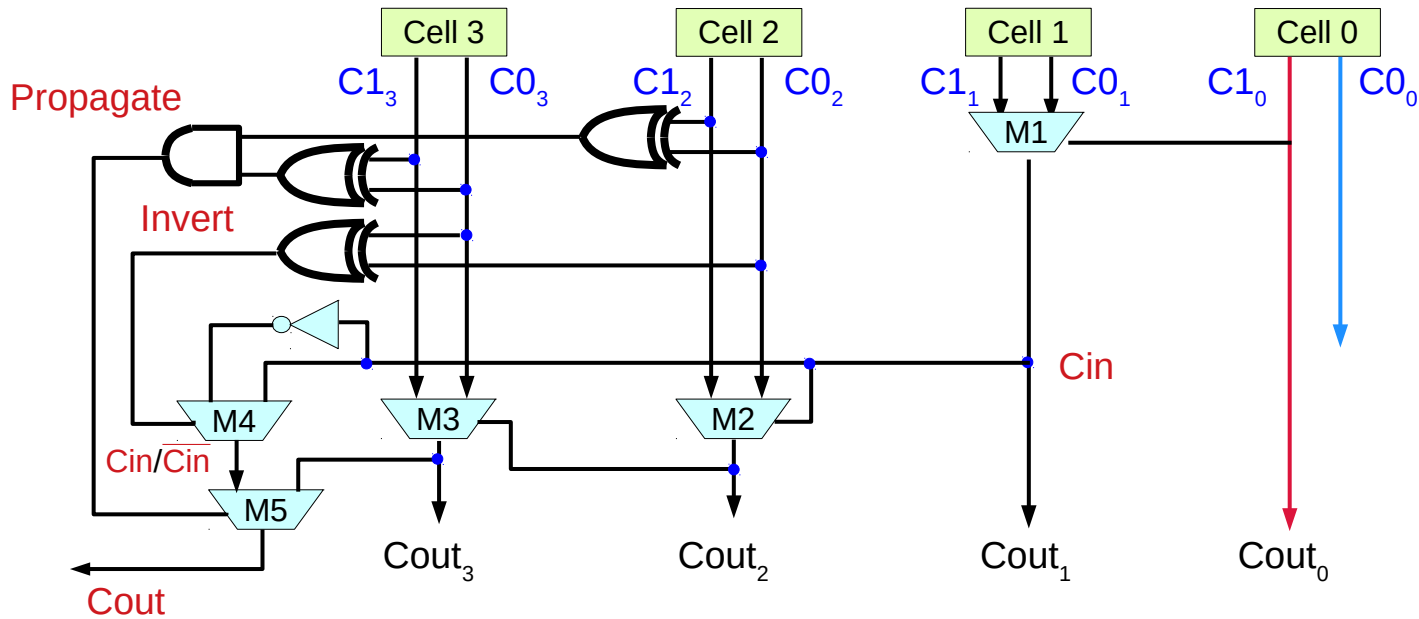 Cell 3
Cell 2
Cell 1
Cell 0
C1₃
C0₃
C1₂
C0₂
C1₁
C0₁
C1₀
C0₀
Propagate
M1
Invert
Cin
M4
M3
M2
Cin/C̅i̅n̅
M5
Cout₃
Cout₂
Cout₁
Cout₀
Cout